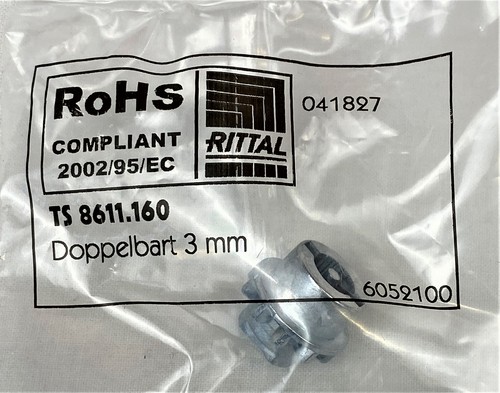 RoHS
COMPLIANT
2002/95/EC
RITTAL
041827
TS 8611.160
Doppelbart 3 mm
6052100